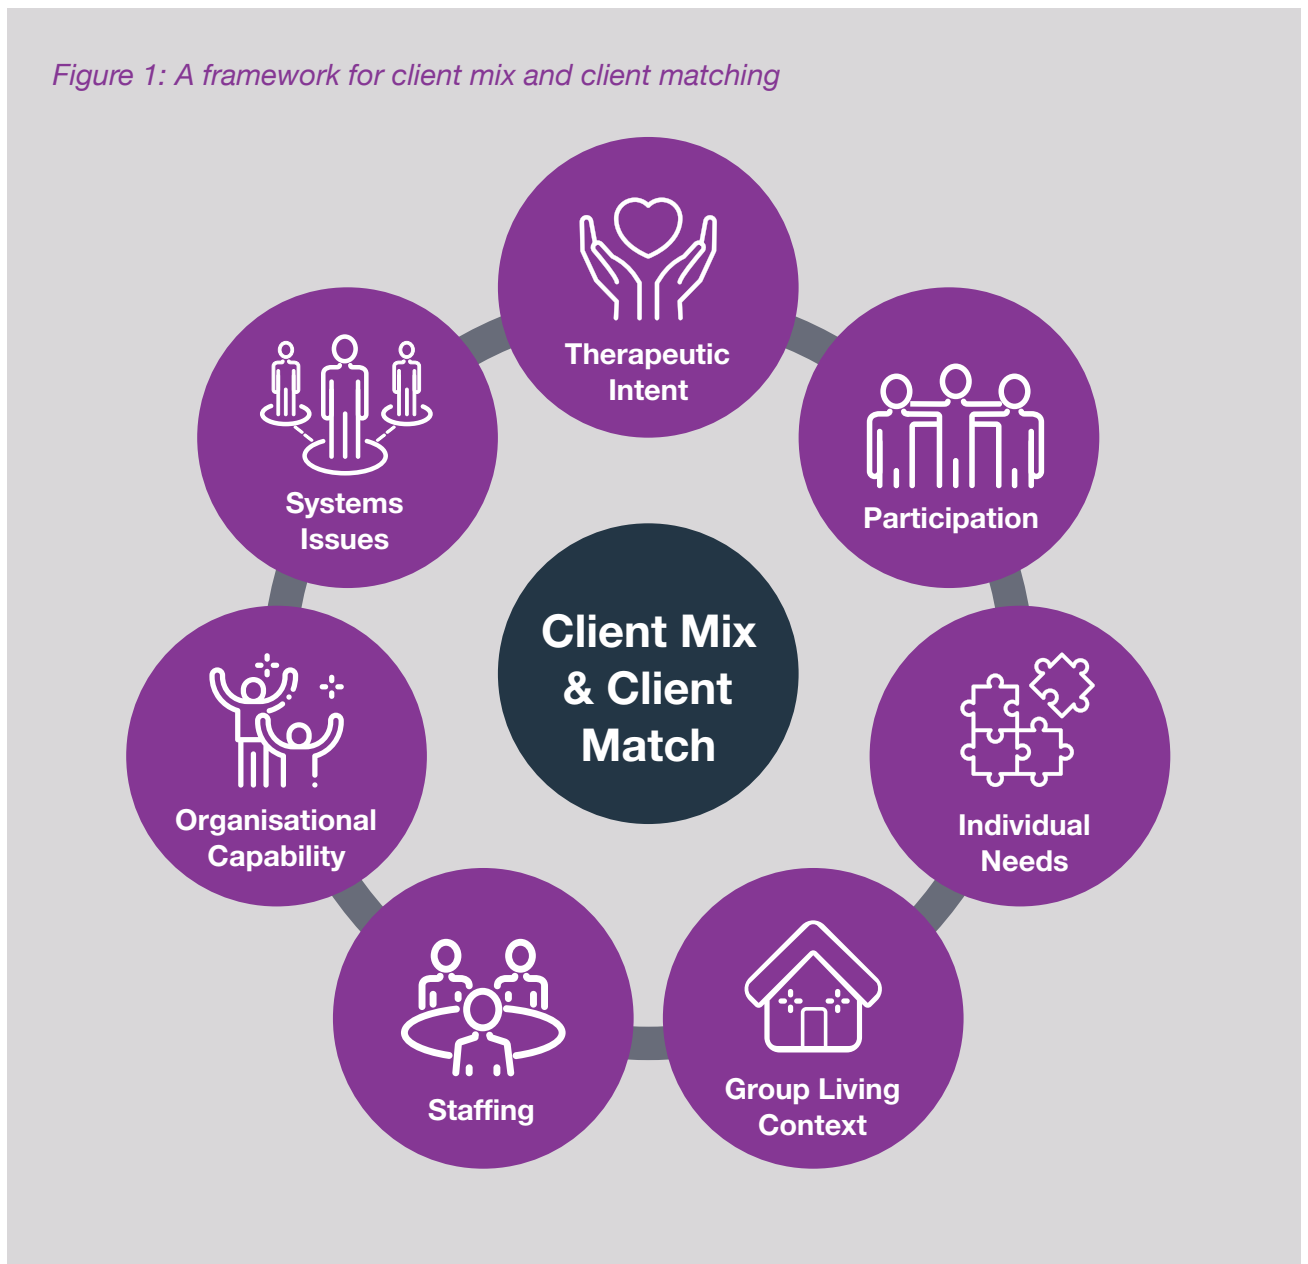 Figure 1: A framework for client mix and client matching
Therapeutic
Intent
Participation
Individual
Needs
Group Living
Context
Staffing
Organisational
Capability
Systems
Issues
Client Mix
& Client
Match